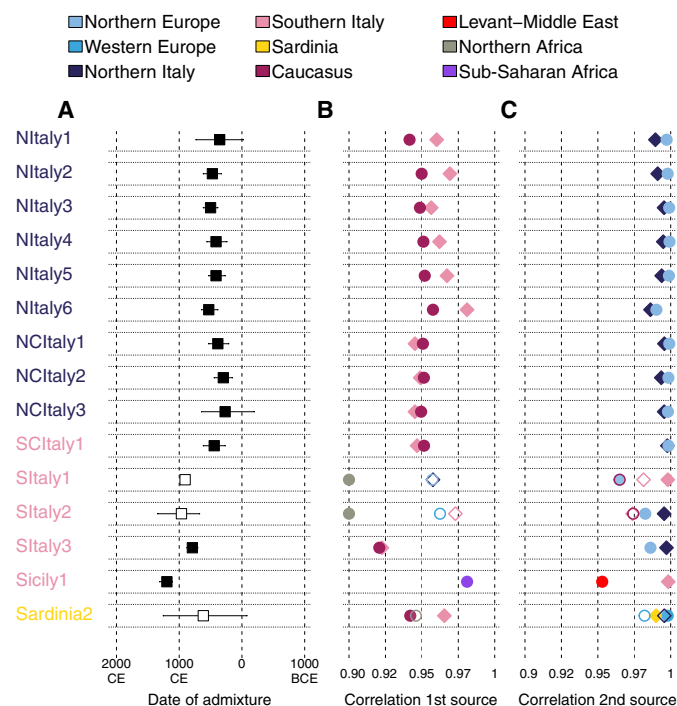 Northern Europe Southern Italy Levant–Middle East
Western Europe Sardinia Northern Africa
Northern Italy Caucasus Sub-Saharan Africa
A B C
NItaly1
NItaly2
NItaly3
NItaly4
NItaly5
NItaly6
NCItaly1
NCItaly2
NCItaly3
SCItaly1
SItaly1
SItaly2
SItaly3
Sicily1
Sardinia2
2000 1000 0 1000 0.90 0.92 0.95 0.97 1 0.9 0.92 0.95 0.97 1
CE CE BCE
Date of admixture Correlation 1st source Correlation 2nd source